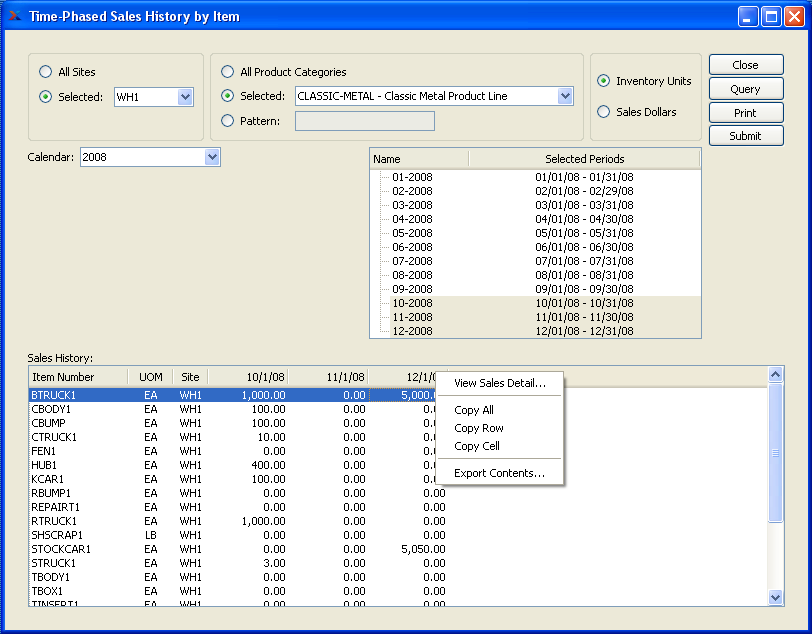 Time-Phased Sales History by Item
All Sites
Selected: WH1
All Product Categories
Selected: CLASSIC-METAL - Classic Metal Product Line
Pattern:
Inventory Units
Sales Dollars
Close
Query
Print
Submit
Calendar: 2008
Name Selected Periods
01-2008 01/01/08 - 01/31/08
02-2008 02/01/08 - 02/29/08
03-2008 03/01/08 - 03/31/08
04-2008 04/01/08 - 04/30/08
05-2008 05/01/08 - 05/31/08
06-2008 06/01/08 - 06/30/08
07-2008 07/01/08 - 07/31/08
08-2008 08/01/08 - 08/31/08
09-2008 09/01/08 - 09/30/08
10-2008 10/01/08 - 10/31/08
11-2008 11/01/08 - 11/30/08
12-2008 12/01/08 - 12/31/08
Sales History:
Item Number UOM Site 10/1/08 11/1/08 12/1/0
BTRUCK1 EA WH1 1,000.00 0.00 5,000.
CBODY1 EA WH1 100.00 0.00 0.
CBUMP EA WH1 100.00 0.00 0.
CTRUCK1 EA WH1 10.00 0.00 0.
FEN1 EA WH1 0.00 0.00 0.
HUB1 EA WH1 400.00 0.00 0.
KCAR1 EA WH1 100.00 0.00 0.
RBUMP1 EA WH1 0.00 0.00 0.00
REPAIRT1 EA WH1 0.00 0.00 0.00
RTRUCK1 EA WH1 1,000.00 0.00 0.00
SHSCRAP1 LB WH1 0.00 0.00 0.00
STOCKCAR1 EA WH1 0.00 0.00 5,050.00
STRUCK1 EA WH1 3.00 0.00 0.00
TBODY1 EA WH1 0.00 0.00 0.00
TBOX1 EA WH1 0.00 0.00 0.00
TINSERT1 EA WH1 0.00 0.00 0.00
View Sales Detail...
Copy All
Copy Row
Copy Cell
Export Contents...